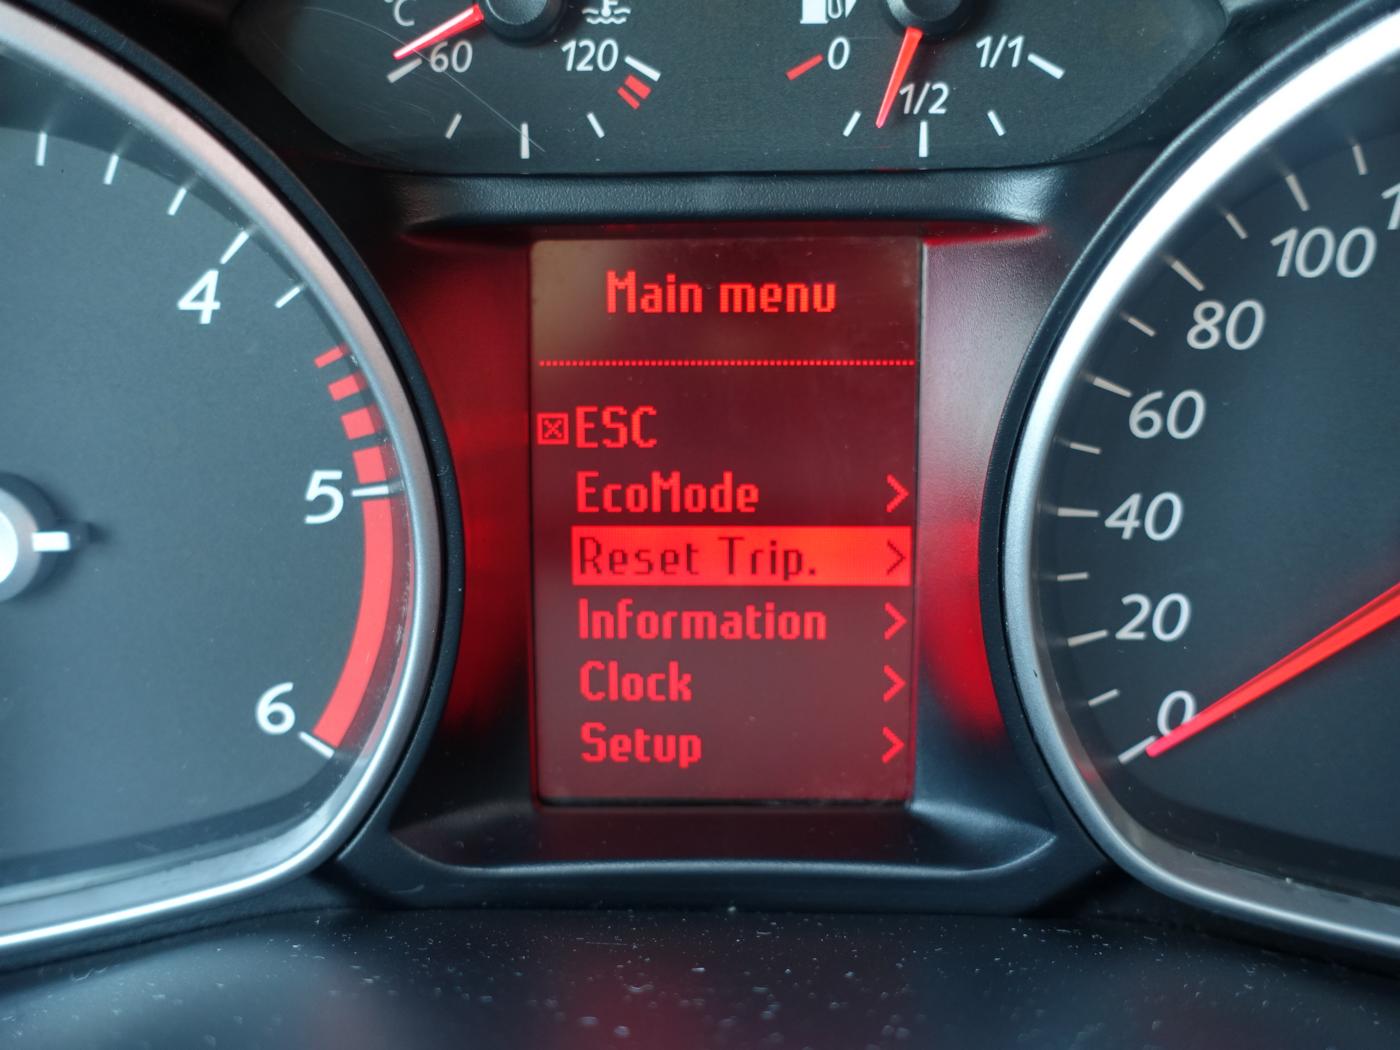 °C
60
120
0
1/2
1/1
4
5
6
Main menu
ESC
EcoMode >
Reset Trip. >
Information >
Clock >
Setup >
100
80
60
40
20
0